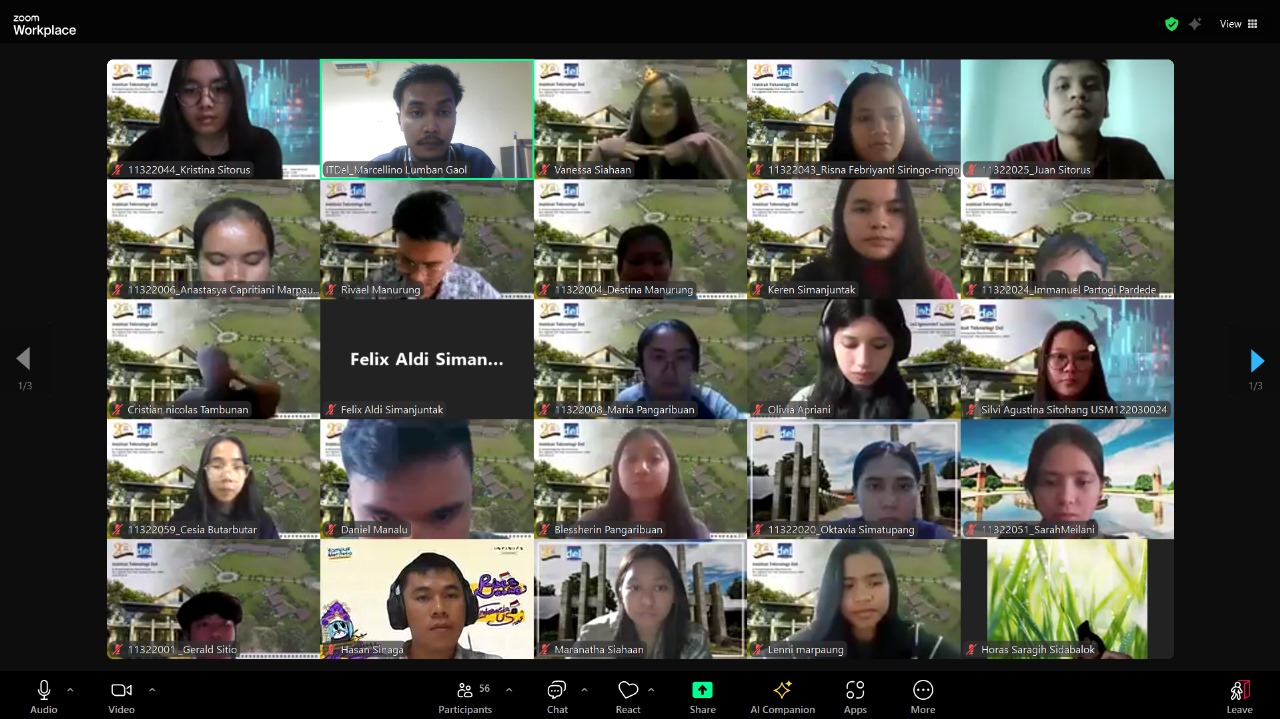 zoom
Workplace
View
11322044_Kristina Sitorus
ITDel_Marcellino Lumban Gaol
Vanessa Siahaan
11322043_Risna Febriyanti Siringo-ringo
11322025_Juan Sitorus
11322006_Anastasya Capritiani Marpau...
Rivael Manurung
11322004_Destina Manurung
Keren Simanjuntak
11322024_Immanuel Partogi Pardede
1/3
Cristian nicolas Tambunan
Felix Aldi Siman...
Felix Aldi Simanjuntak
11322008_Maria Pangaribuan
Olivia Apriani
Silvi Agustina Sitohang USM122030024
1/3
11322059_Cesia Butarbutar
Daniel Manalu
Blessherin Pangaribuan
11322020_Oktavia Simatupang
11322051_SarahMeilani
11322001_Gerald Sitio
Hasan Sinaga
Maranatha Siahaan
Lenni marpaung
Horas Saragih Sidabalok
Audio
Video
Participants
56
Chat
React
Share
AI Companion
Apps
More
Leave